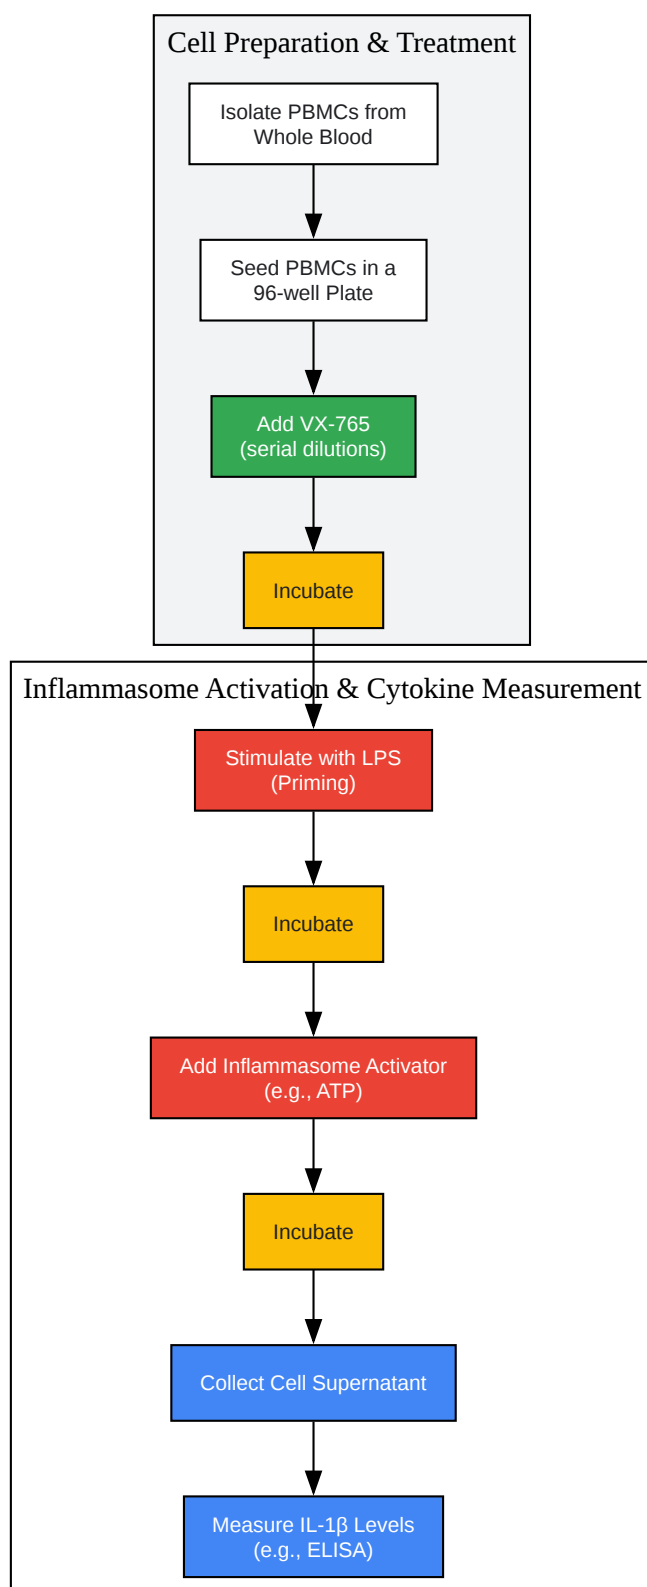 Cell Preparation & Treatment
Isolate PBMCs from
Whole Blood
Seed PBMCs in a
96-well Plate
Add VX-765
(serial dilutions)
Incubate
Inflammasome Activation & Cytokine Measurement
Stimulate with LPS
(Priming)
Incubate
Add Inflammasome Activator
(e.g., ATP)
Incubate
Collect Cell Supernatant
Measure IL-1β Levels
(e.g., ELISA)